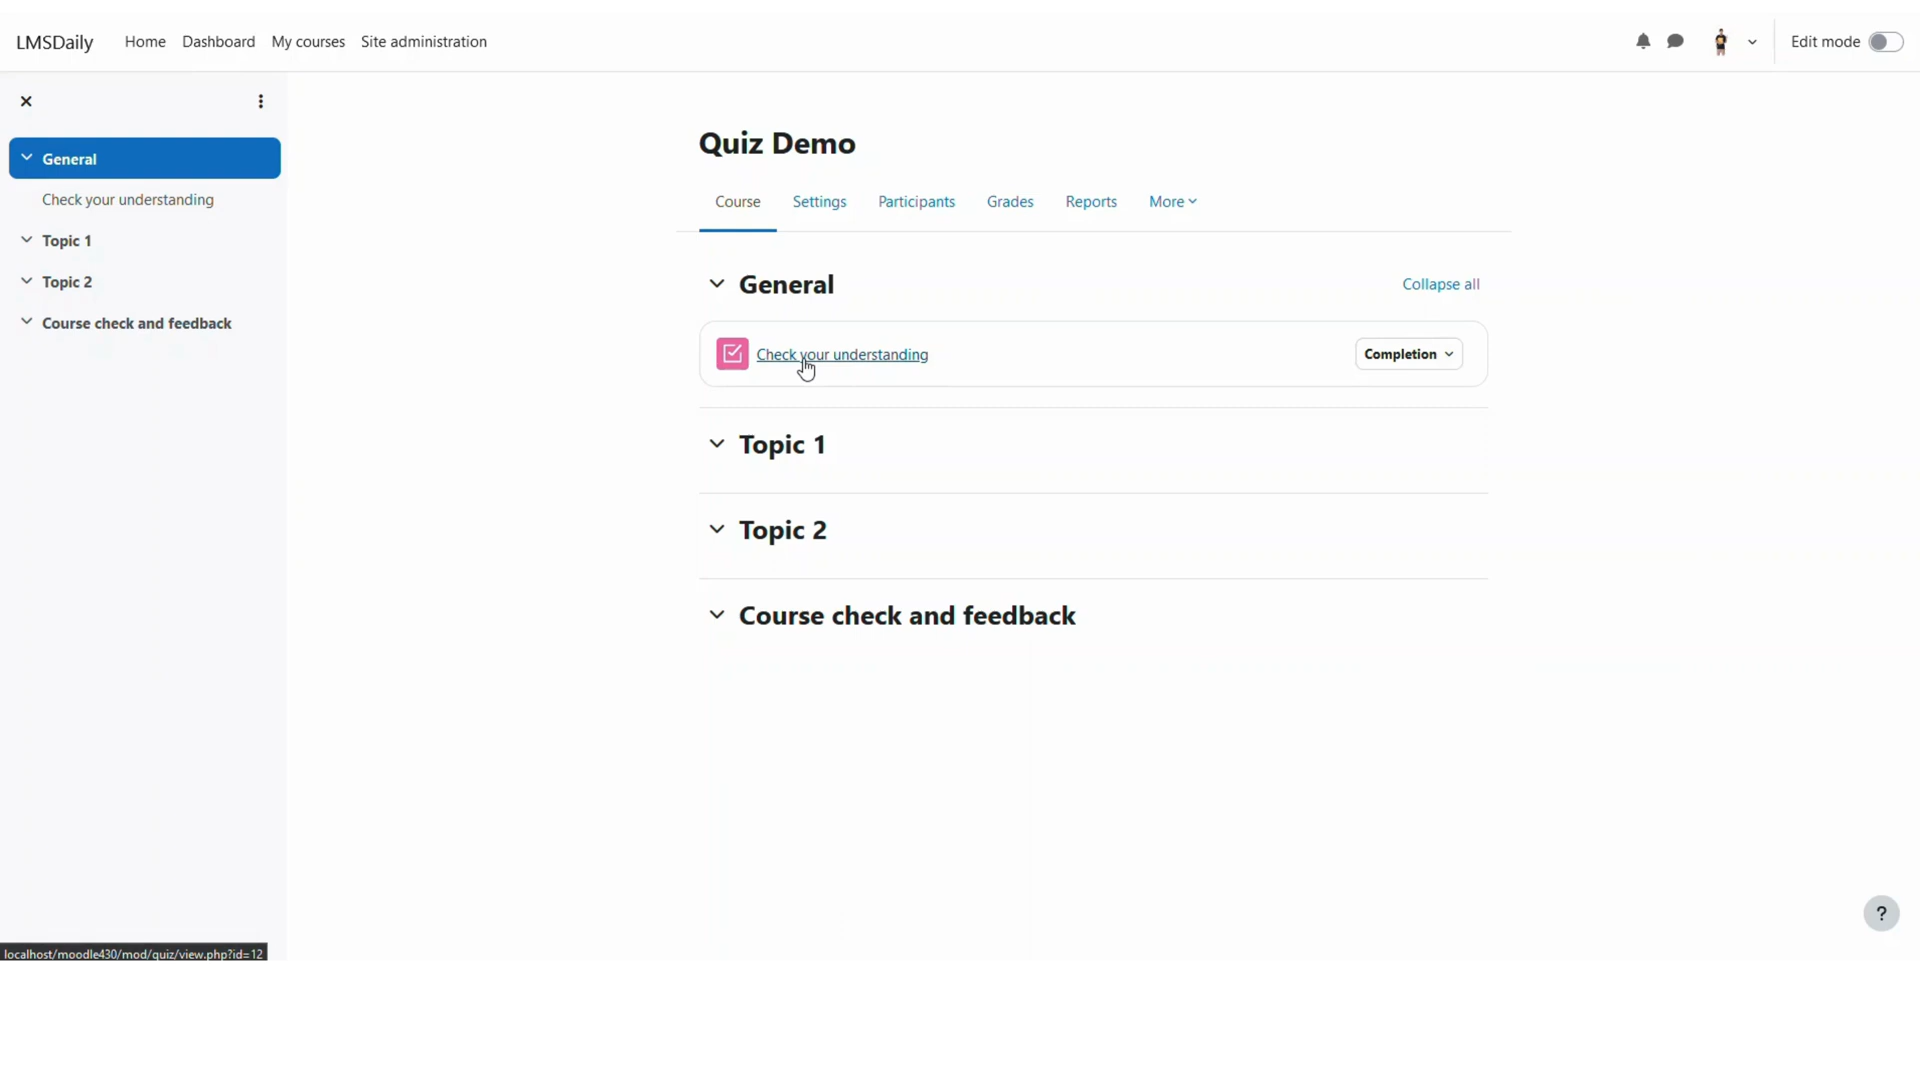 LMSDaily Home Dashboard My courses Site administration Edit mode
General
Check your understanding
Topic 1
Topic 2
Course check and feedback
Quiz Demo
Course Settings Participants Grades Reports More
General Collapse all
Check your understanding Completion
Topic 1
Topic 2
Course check and feedback
?
localhost/moodle430/mod/quiz/view.php?id=12